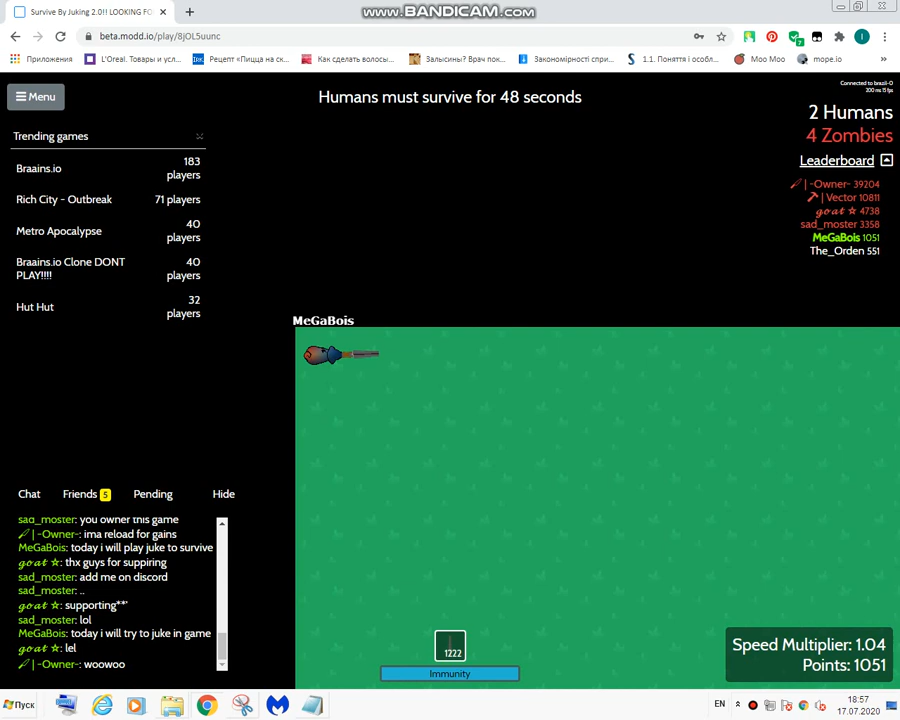 www.BANDICAM.com
Survive By Juking 2.0!! LOOKING FO
beta.modd.io/play/8jOL5uunc
Приложения
L'Oreal. Товары и усл...
Рецепт «Пицца на ск...
Как сделать волосы...
Залысины? Врач пок...
Закономірності спри...
1.1. Поняття і особл...
Moo Moo
mope.io
»
Menu
Humans must survive for 48 seconds
Connected to brazil-0
200 ms 15 fps
2 Humans
4 Zombies
Leaderboard
| -Owner- 39204
| Vector 10811
goat ☆ 4738
sad_moster 3358
MeGaBois 1051
The_Orden 551
Trending games
Braains.io 183 players
Rich City - Outbreak 71 players
Metro Apocalypse 40 players
Braains.io Clone DONT PLAY!!!! 40 players
Hut Hut 32 players
MeGaBois
Chat Friends 5 Pending Hide
sad_moster: you owner this game
| -Owner-: ima reload for gains
MeGaBois: today i will play juke to survive
goat ☆: thx guys for suppiring
sad_moster: add me on discord
sad_moster: ..
goat ☆: supporting**'
sad_moster: lol
MeGaBois: today i will try to juke in game
goat ☆: lel
| -Owner-: woowoo
1222
Immunity
Speed Multiplier: 1.04
Points: 1051
Пуск
EN
18:57
17.07.2020